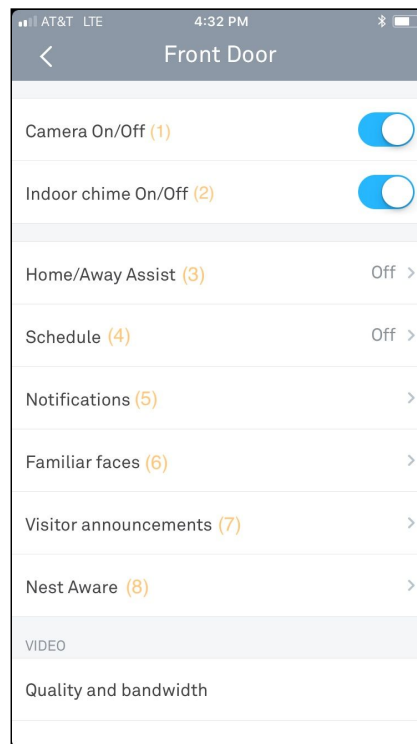 AT&T LTE 4:32 PM
Front Door
Camera On/Off (1)
Indoor chime On/Off (2)
Home/Away Assist (3) Off
Schedule (4) Off
Notifications (5)
Familiar faces (6)
Visitor announcements (7)
Nest Aware (8)
VIDEO
Quality and bandwidth